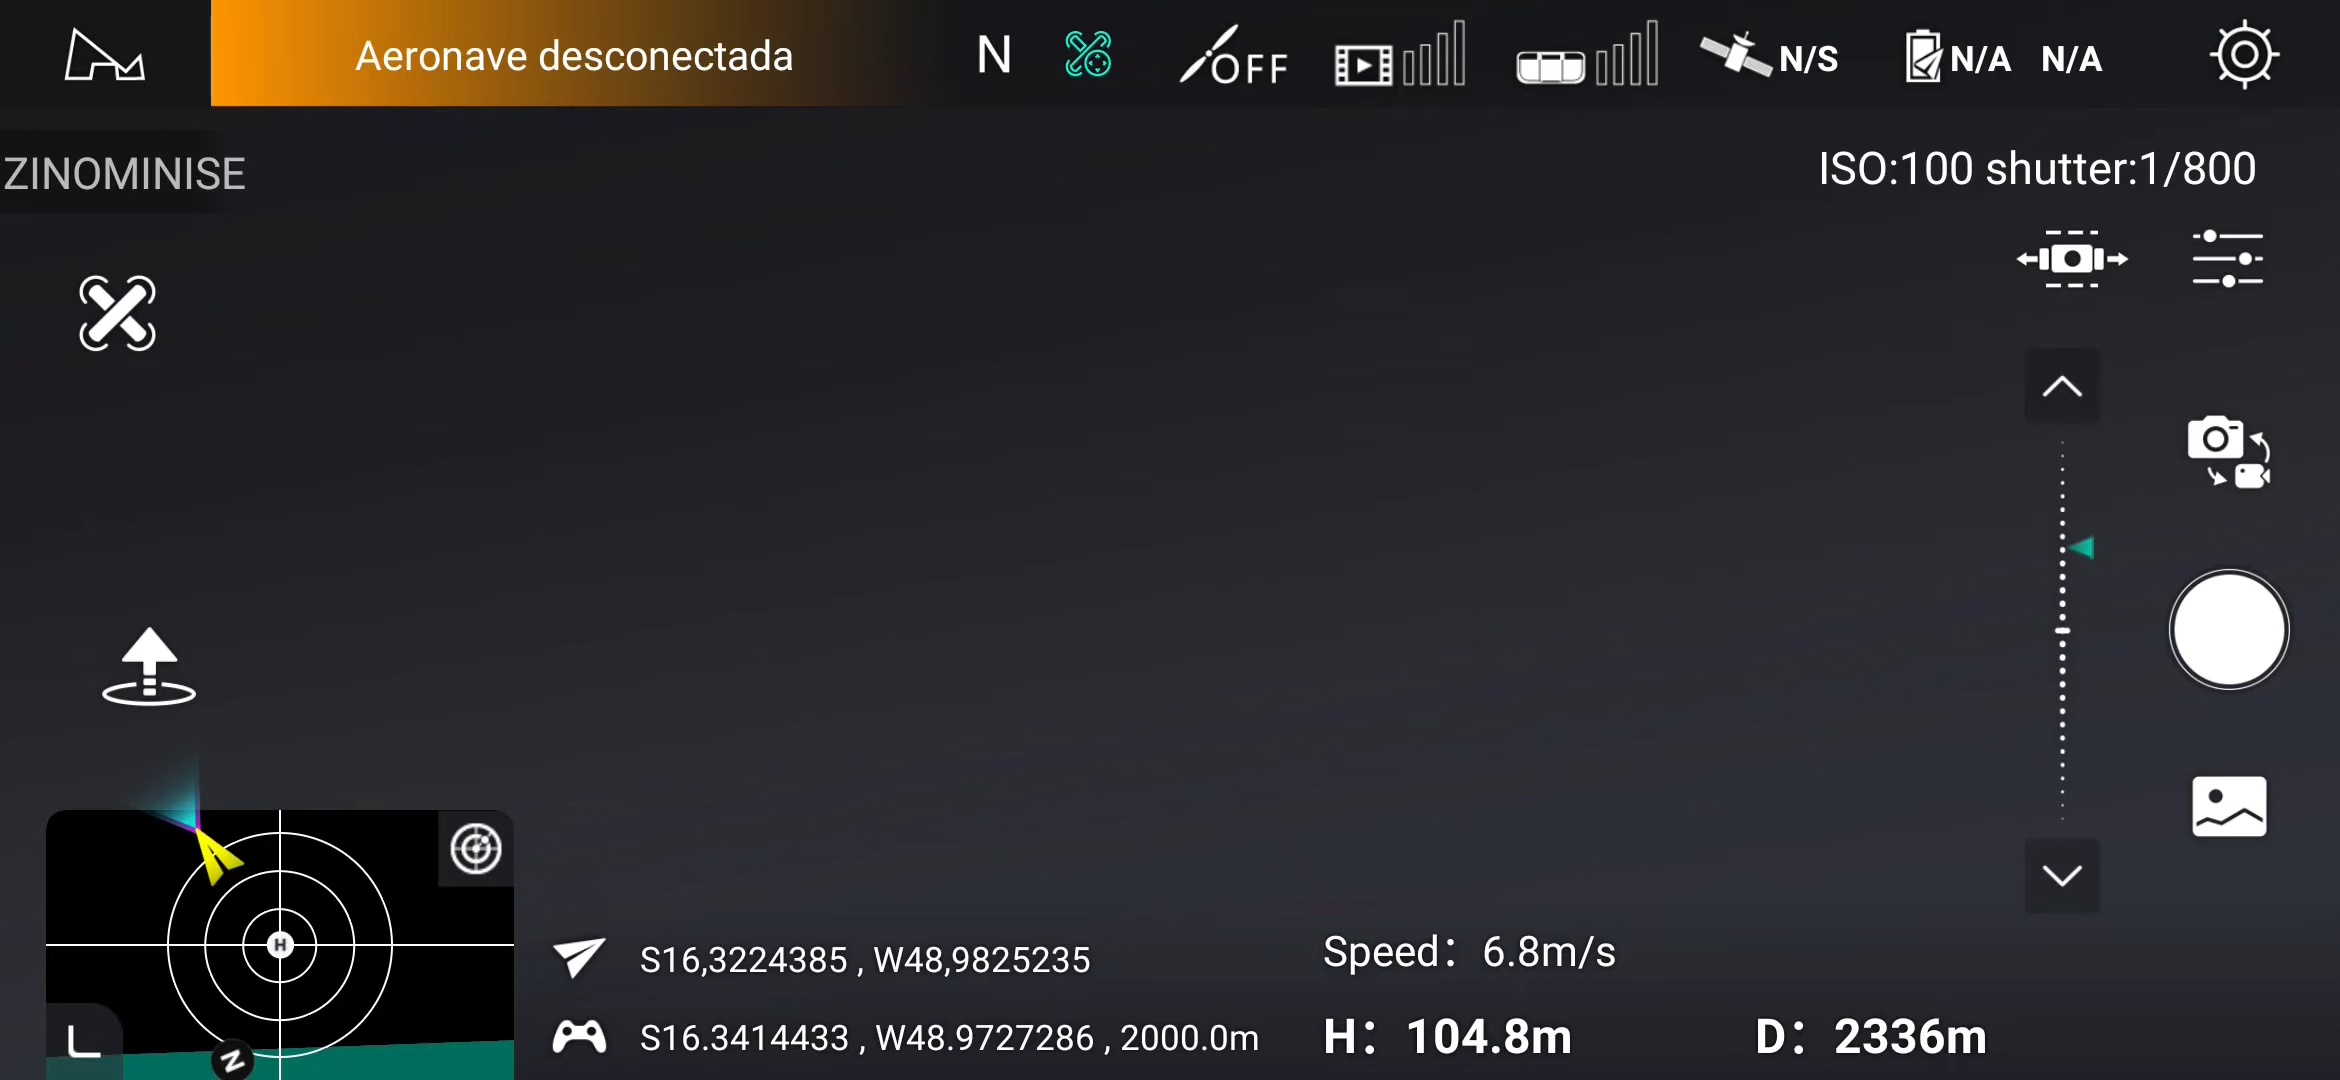 Aeronave desconectada N OFF N/S N/A N/A
ZINOMINISE
ISO:100 shutter:1/800
H
L
N
S16,3224385 , W48,9825235
S16.3414433 , W48.9727286 , 2000.0m
Speed: 6.8m/s
H: 104.8m D: 2336m